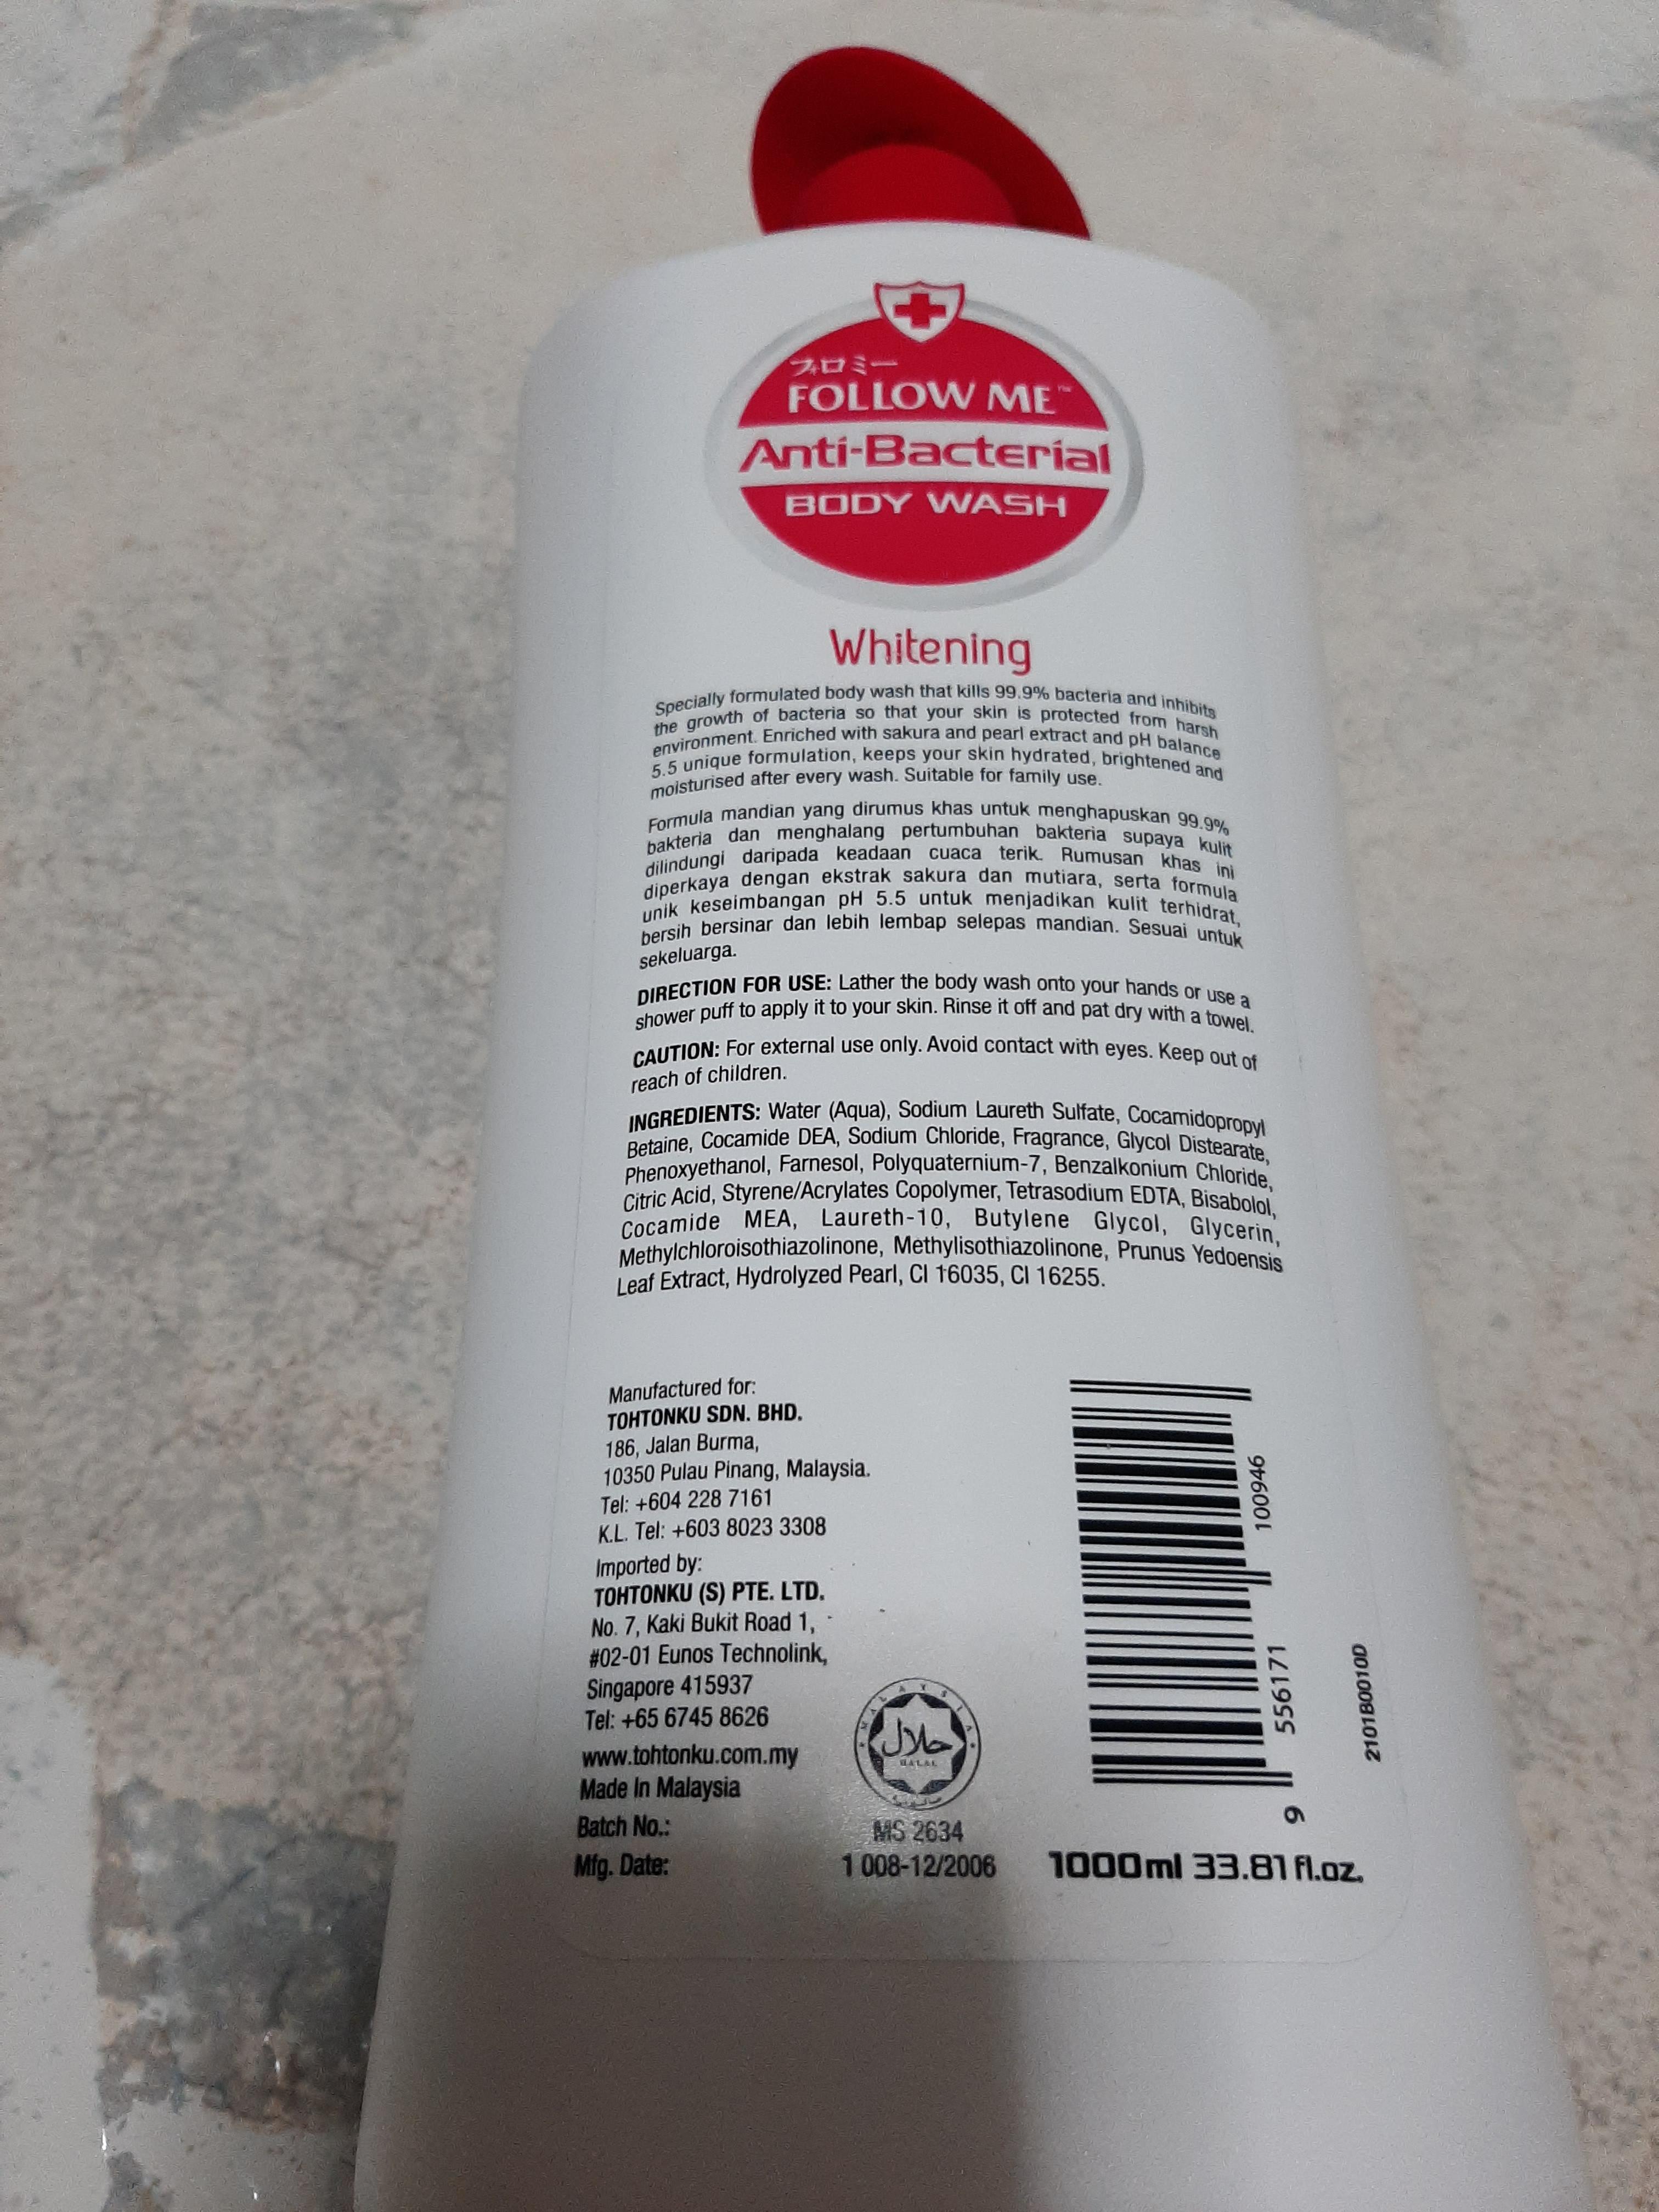 フォロミー
FOLLOW ME™
Anti-Bacterial
BODY WASH
Whitening
Specially formulated body wash that kills 99.9% bacteria and inhibits
the growth of bacteria so that your skin is protected from harsh
environment. Enriched with sakura and pearl extract and pH balance
5.5 unique formulation, keeps your skin hydrated, brightened and
moisturised after every wash. Suitable for family use.
Formula mandian yang dirumus khas untuk menghapuskan 99.9%
bakteria dan menghalang pertumbuhan bakteria supaya kulit
dilindungi daripada keadaan cuaca terik. Rumusan khas ini
diperkaya dengan ekstrak sakura dan mutiara, serta formula
unik keseimbangan pH 5.5 untuk menjadikan kulit terhidrat,
bersih bersinar dan lebih lembap selepas mandian. Sesuai untuk
sekeluarga.
DIRECTION FOR USE: Lather the body wash onto your hands or use a
shower puff to apply it to your skin. Rinse it off and pat dry with a towel.
CAUTION: For external use only. Avoid contact with eyes. Keep out of
reach of children.
INGREDIENTS: Water (Aqua), Sodium Laureth Sulfate, Cocamidopropyl
Betaine, Cocamide DEA, Sodium Chloride, Fragrance, Glycol Distearate,
Phenoxyethanol, Farnesol, Polyquaternium-7, Benzalkonium Chloride,
Citric Acid, Styrene/Acrylates Copolymer, Tetrasodium EDTA, Bisabolol,
Cocamide MEA, Laureth-10, Butylene Glycol, Glycerin,
Methylchloroisothiazolinone, Methylisothiazolinone, Prunus Yedoensis
Leaf Extract, Hydrolyzed Pearl, CI 16035, CI 16255.
Manufactured for:
TOHTONKU SDN. BHD.
186, Jalan Burma,
10350 Pulau Pinang, Malaysia.
Tel: +604 228 7161
K.L. Tel: +603 8023 3308
Imported by:
TOHTONKU (S) PTE. LTD.
No. 7, Kaki Bukit Road 1,
#02-01 Eunos Technolink,
Singapore 415937
Tel: +65 6745 8626
www.tohtonku.com.my
Made In Malaysia
Batch No.:
Mfg. Date:
MALAYSIA
حلال
HALAL
MS 2634
1 008-12/2006
9 556171 100946
2101B0010D
1000ml 33.81 fl.oz.